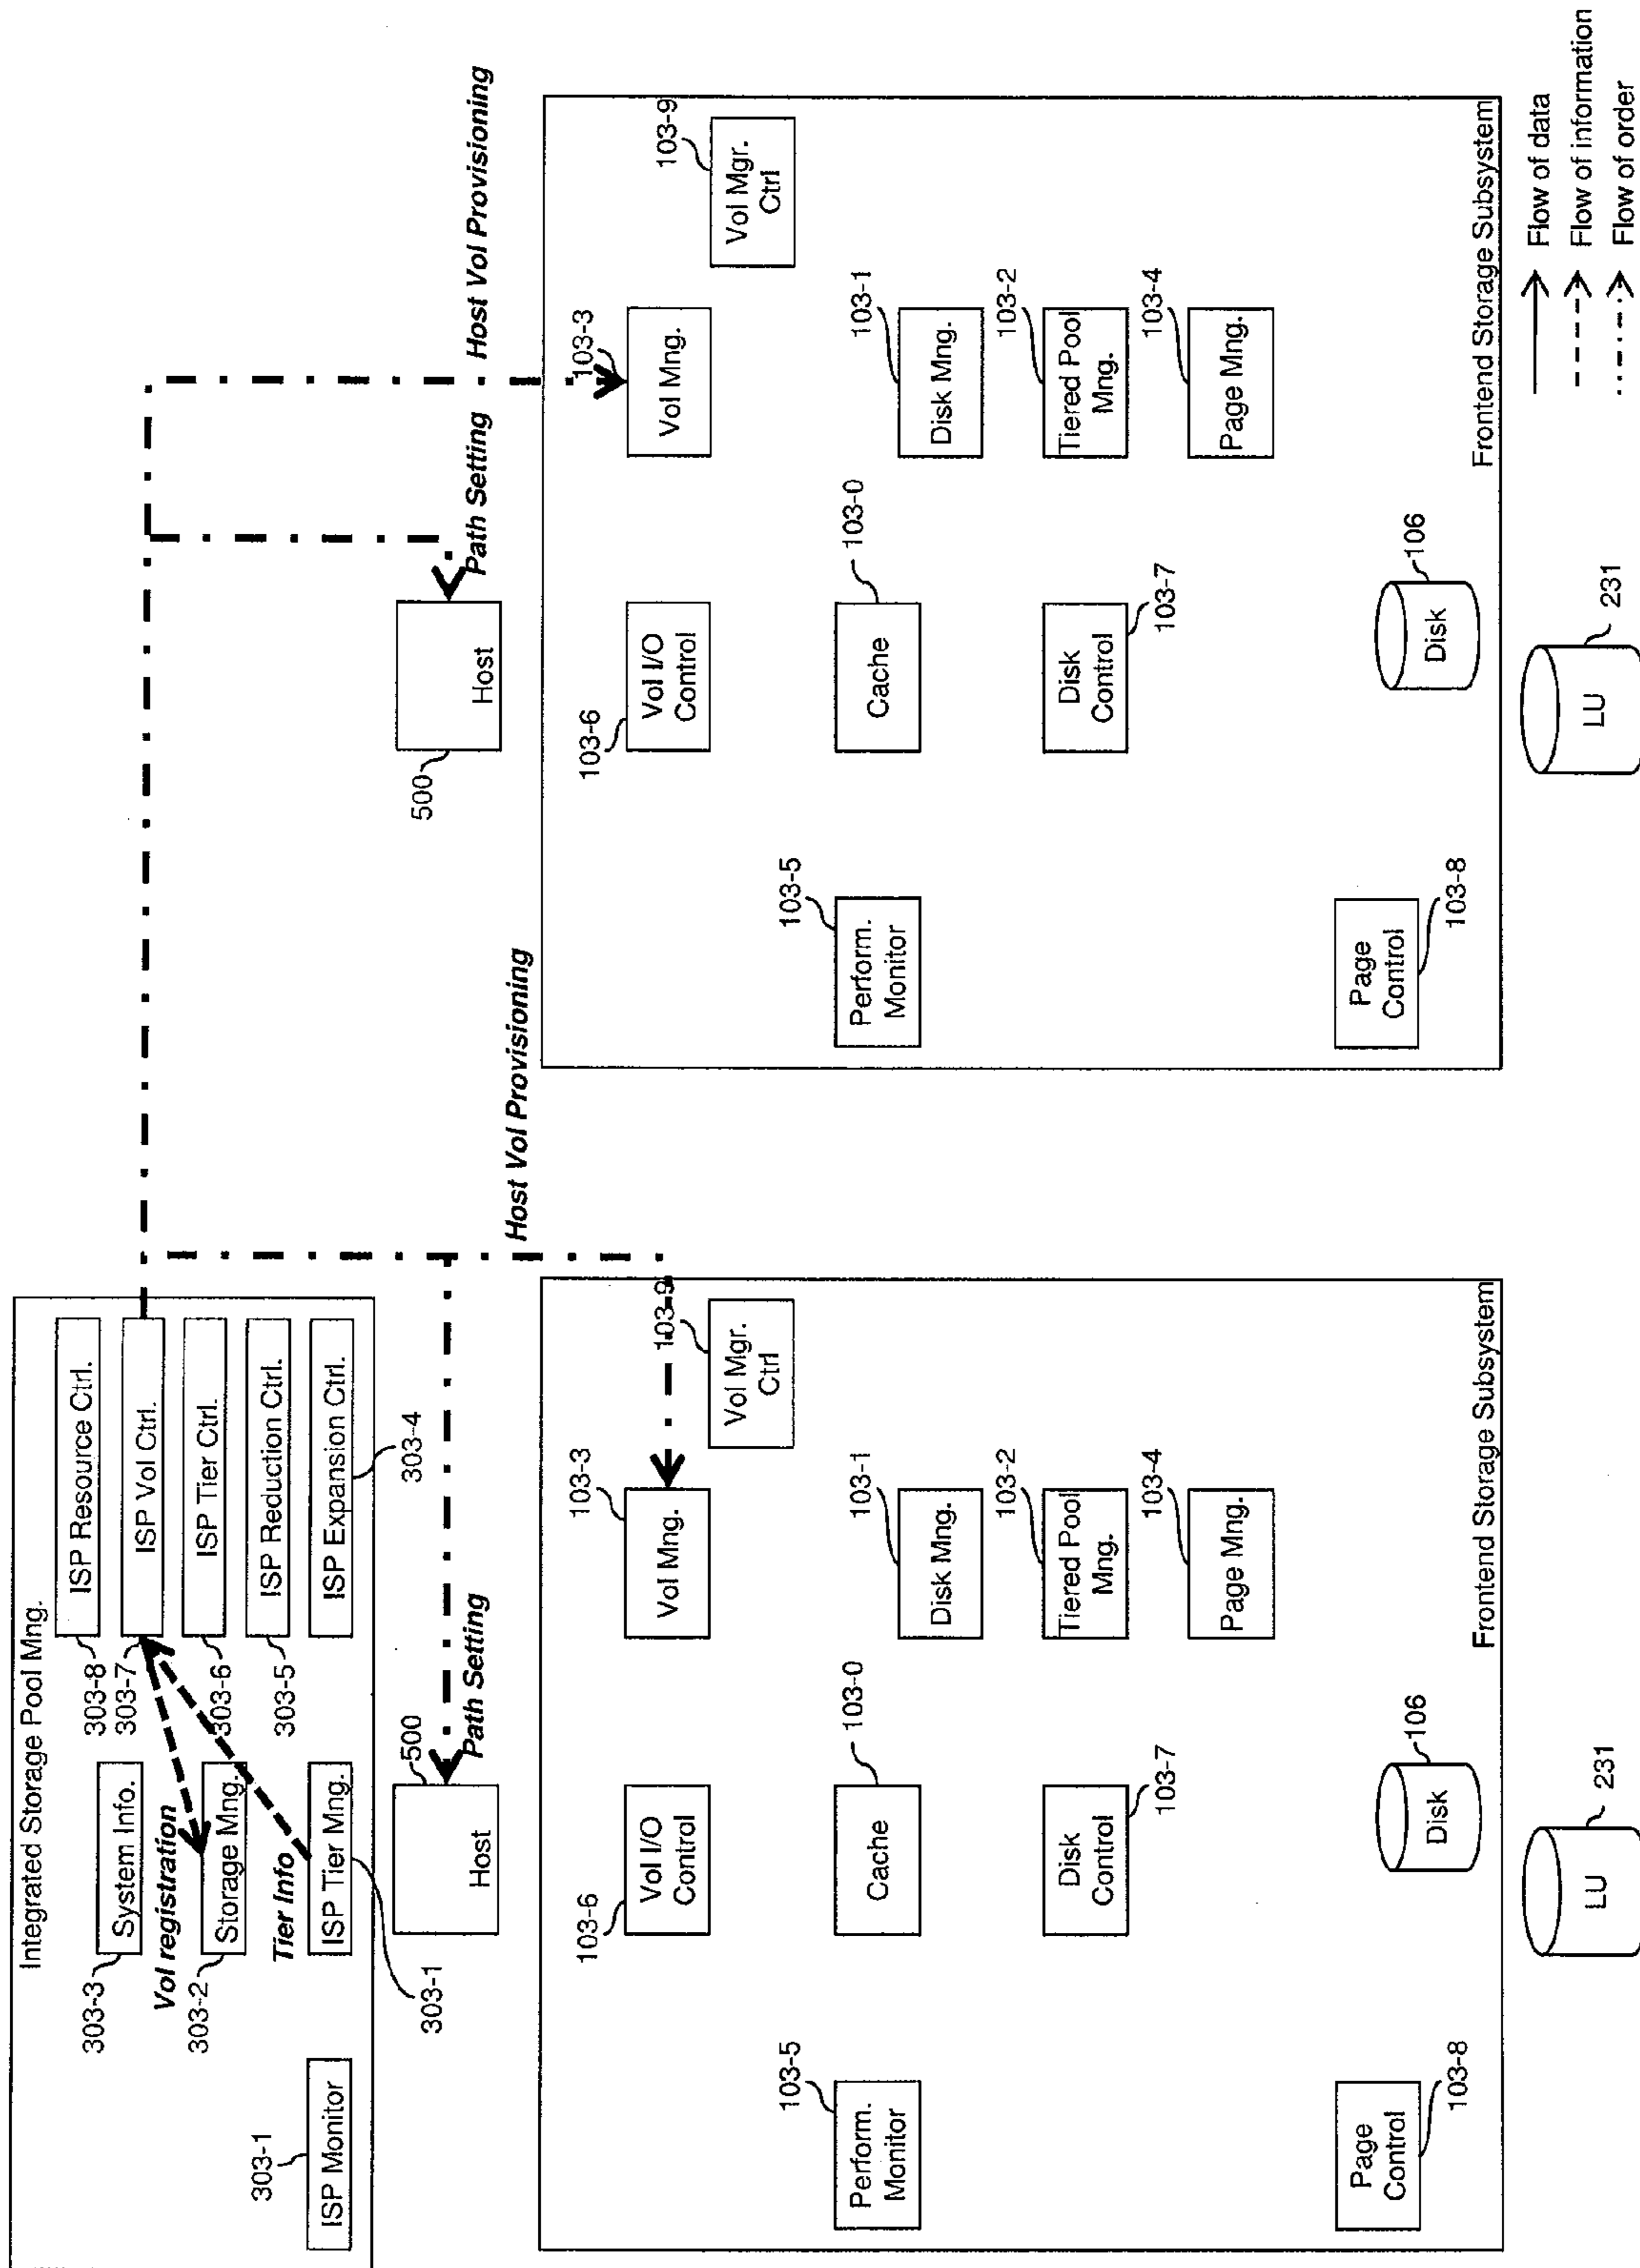 Integrated Storage Pool Mng.
303-3
System Info.
303-8
ISP Resource Ctrl.
Vol registration
303-7
ISP Vol Ctrl.
303-2
Storage Mng.
303-6
ISP Tier Ctrl.
Tier Info
303-5
ISP Reduction Ctrl.
303-1
ISP Monitor
ISP Tier Mng.
ISP Expansion Ctrl.
303-1
303-4
500
Host
Path Setting
Host Vol Provisioning
500
Host
Path Setting
Host Vol Provisioning
103-6
Vol I/O
Control
103-3
Vol Mng.
103-9
Vol Mgr.
Ctrl
103-5
Perform.
Monitor
103-0
Cache
103-1
Disk Mng.
103-2
Tiered Pool
Mng.
Disk
Control
103-7
103-4
Page Mng.
Page
Control
103-8
106
Disk
Frontend Storage Subsystem
231
LU
103-6
Vol I/O
Control
103-3
Vol Mng.
103-9
Vol Mgr.
Ctrl
103-5
Perform.
Monitor
103-0
Cache
103-1
Disk Mng.
103-2
Tiered Pool
Mng.
Disk
Control
103-7
103-4
Page Mng.
Page
Control
103-8
106
Disk
Frontend Storage Subsystem
231
LU
Flow of data
Flow of information
Flow of order